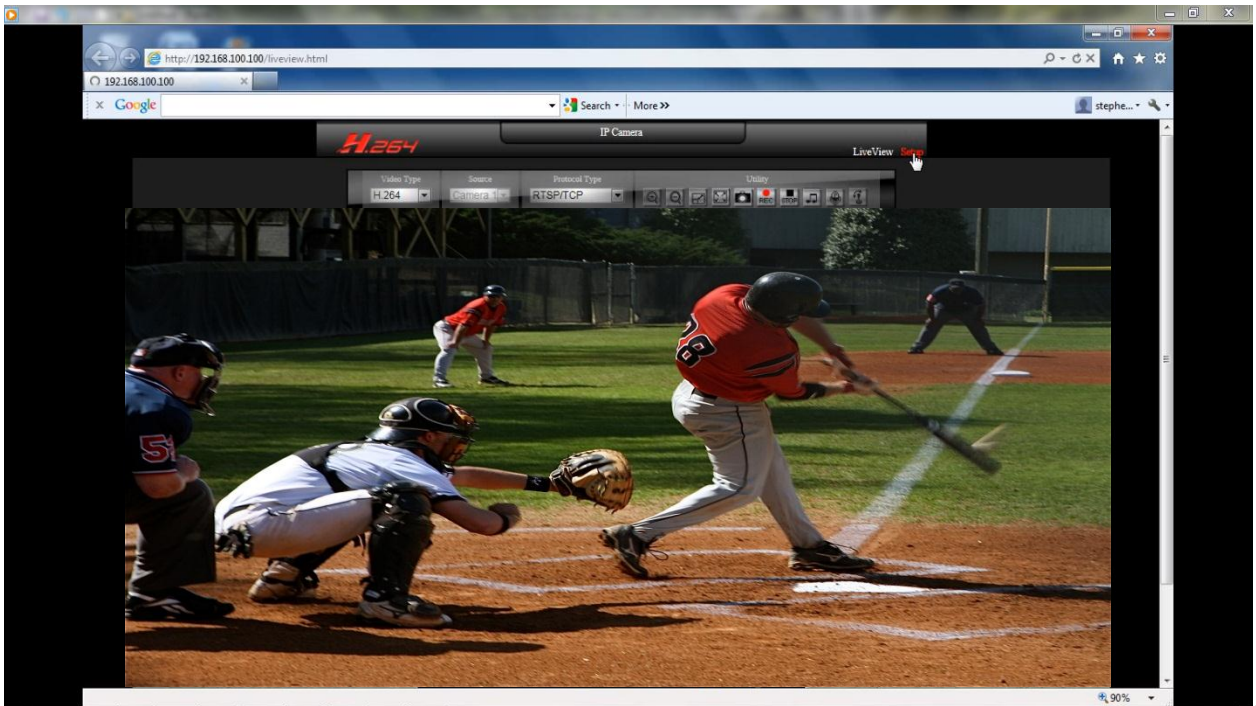 http://192.168.100.100/liveview.html
192.168.100.100
x Google Search More >> stephe...
IP Camera
H.264
LiveView Setup
Video Type Source Protocol Type Utility
H.264 Camera 1 RTSP/TCP REC STOP
28
90%